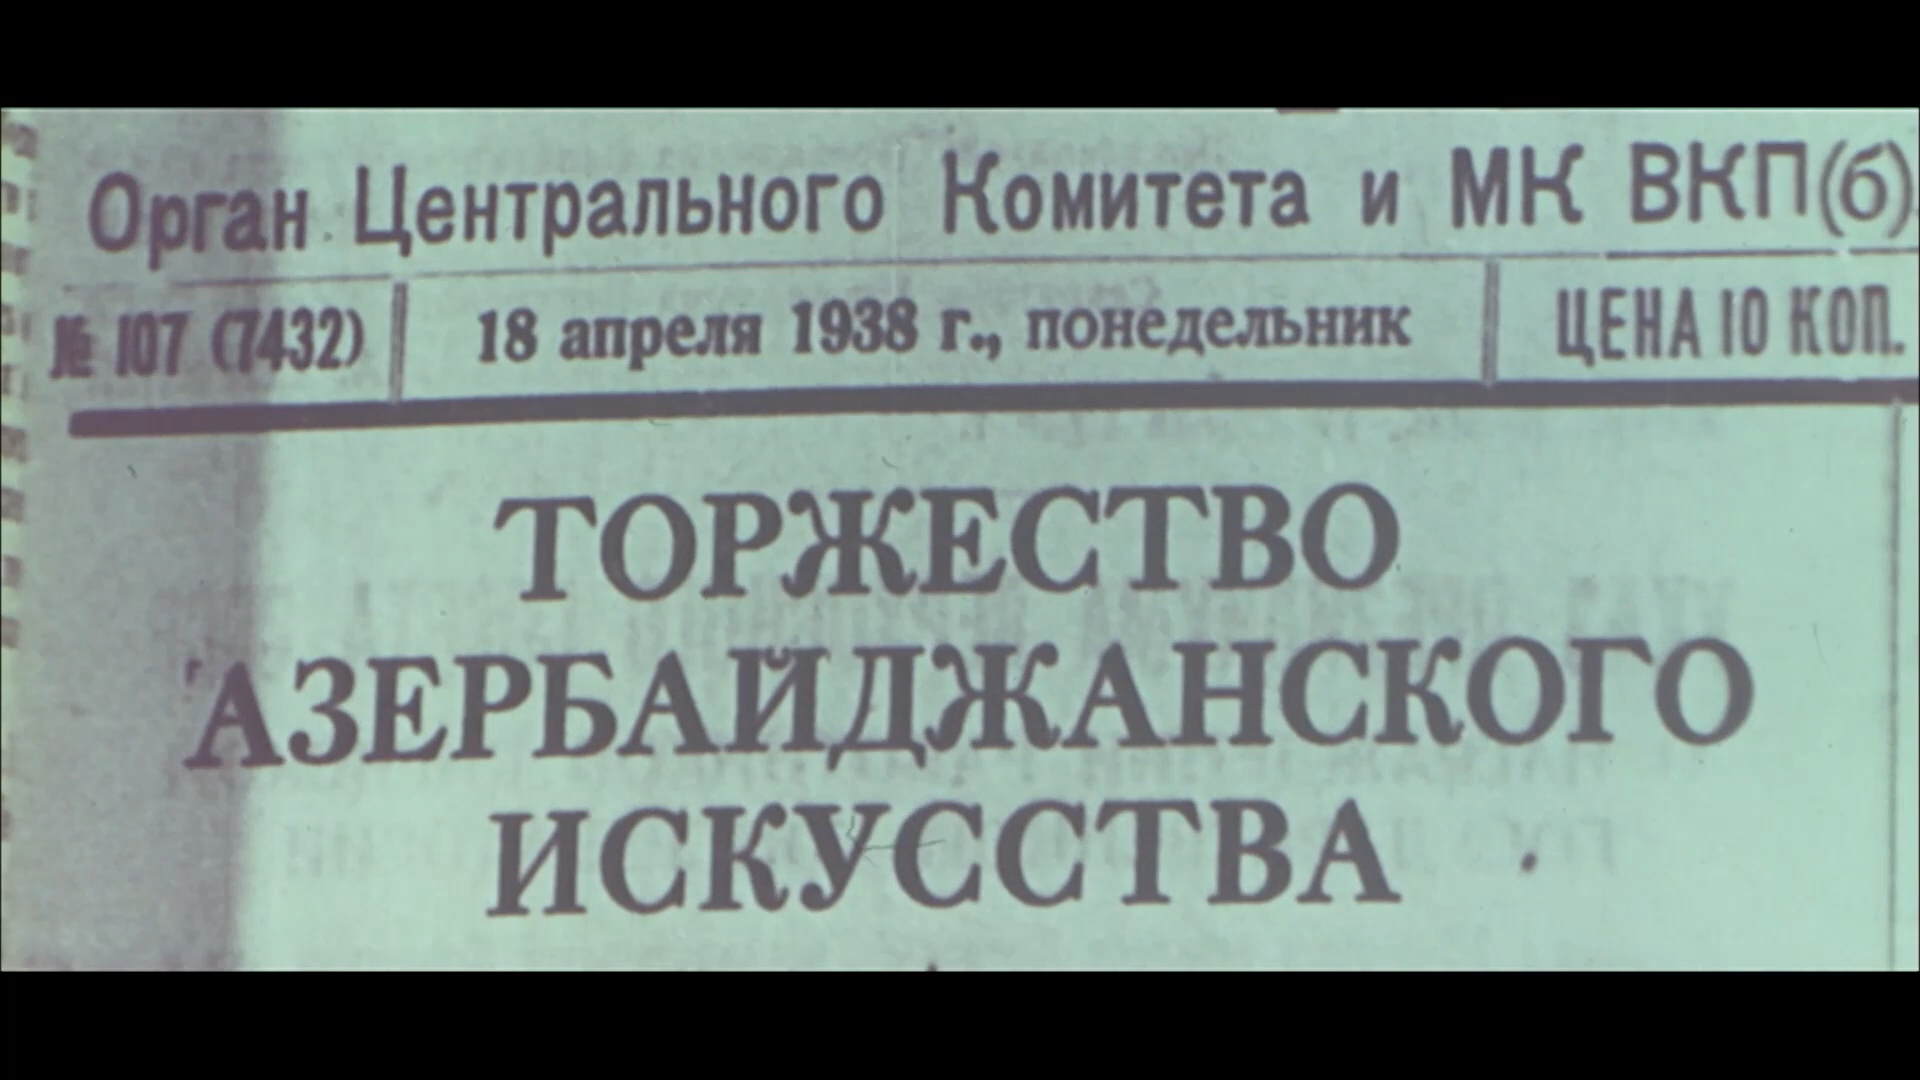 Орган Центрального Комитета и МК ВКП(б).
№ 107 (7432) 18 апреля 1938 г., понедельник ЦЕНА 10 КОП.
ТОРЖЕСТВО
АЗЕРБАЙДЖАНСКОГО
ИСКУССТВА